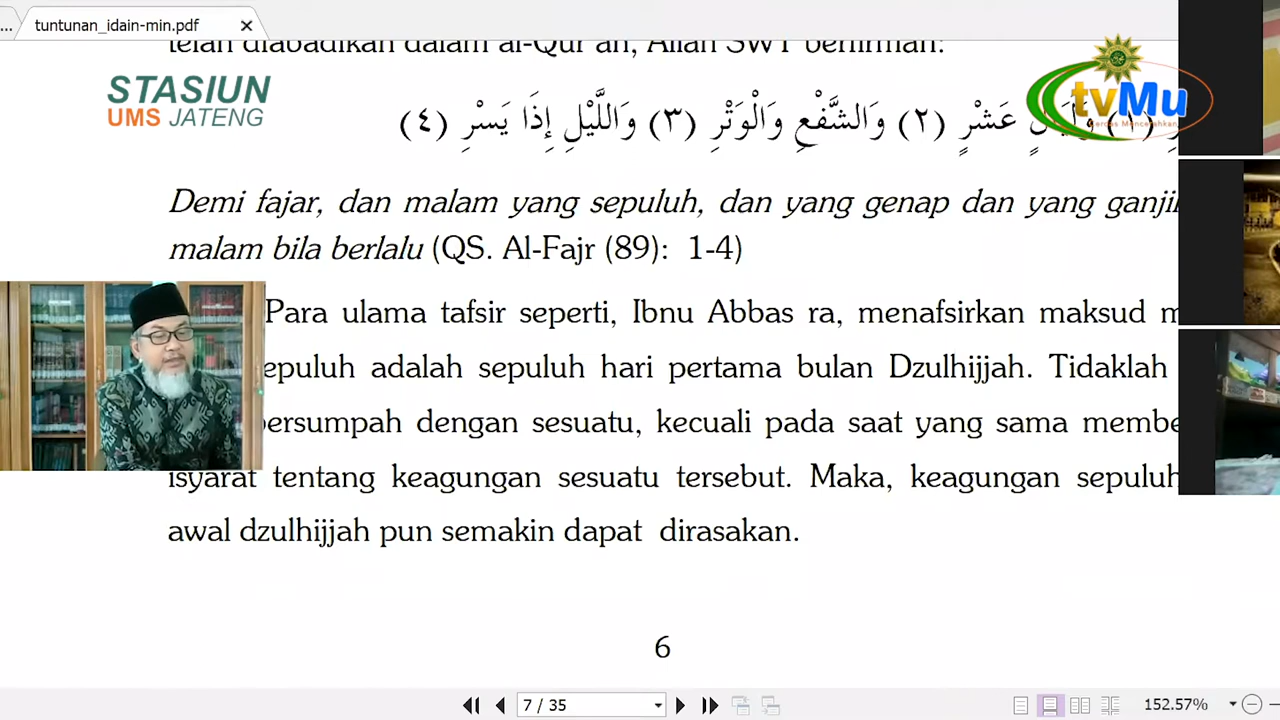 tuntunan_idain-min.pdf
telah diabadikan dalam al-Qur'an, Allah SWT berfirman:
STASIUN
UMS JATENG
tvMu
(١) عَشْرٍ (٢) وَالشَّفْعِ وَالْوَتْرِ (٣) وَاللَّيْلِ إِذَا يَسْرِ (٤)
Demi fajar, dan malam yang sepuluh, dan yang genap dan yang
malam bila berlalu (QS. Al-Fajr (89): 1-4)
Para ulama tafsir seperti, Ibnu Abbas ra, menafsirkan maksud
epuluh adalah sepuluh hari pertama bulan Dzulhijjah. Tidaklah
bersumpah dengan sesuatu, kecuali pada saat yang sama membe
isyarat tentang keagungan sesuatu tersebut. Maka, keagungan sepuluh
awal dzulhijjah pun semakin dapat dirasakan.
6
7 / 35
152.57%